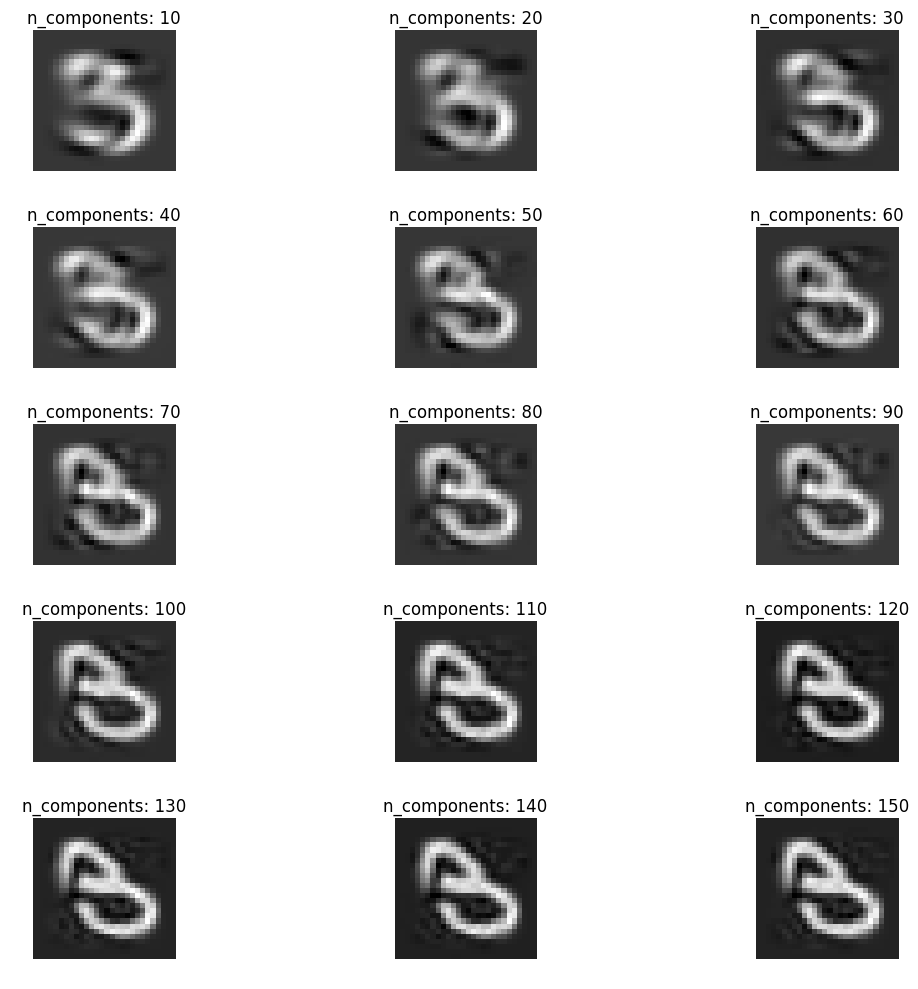 n_components: 10
n_components: 20
n_components: 30
n_components: 40
n_components: 50
n_components: 60
n_components: 70
n_components: 80
n_components: 90
n_components: 100
n_components: 110
n_components: 120
n_components: 130
n_components: 140
n_components: 150